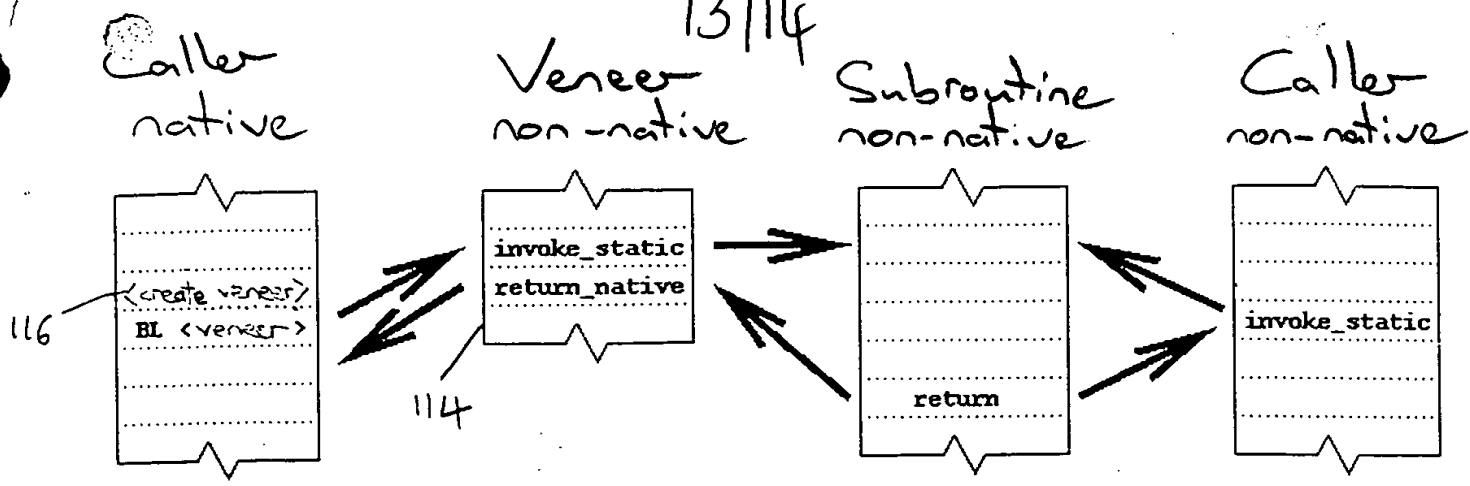 13/14
Caller
native
Veneer
non-native
Subroutine
non-native
Caller
non-native
<create veneer>
BL <veneer>
116
invoke_static
return_native
114
return
invoke_static